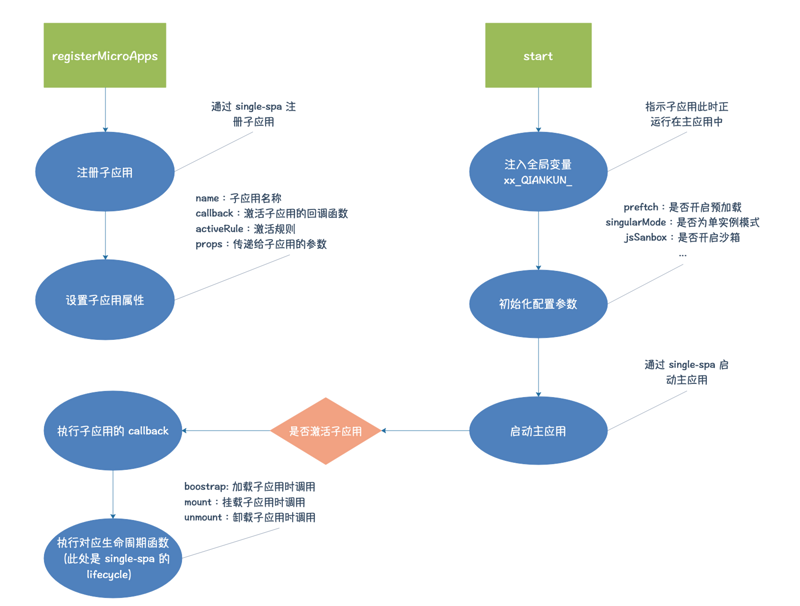 registerMicroApps
通过 single-spa 注
册子应用
注册子应用
name：子应用名称
callback：激活子应用的回调函数
activeRule：激活规则
props：传递给子应用的参数
设置子应用属性
start
指示子应用此时正
运行在主应用中
注入全局变量
xx_QIANKUN_
preftch：是否开启预加载
singularMode：是否为单实例模式
jsSanbox：是否开启沙箱
...
初始化配置参数
通过 single-spa 启
动主应用
启动主应用
是否激活子应用
执行子应用的 callback
boostrap: 加载子应用时调用
mount：挂载子应用时调用
unmount：卸载子应用时调用
执行对应生命周期函数
(此处是 single-spa 的
lifecycle)